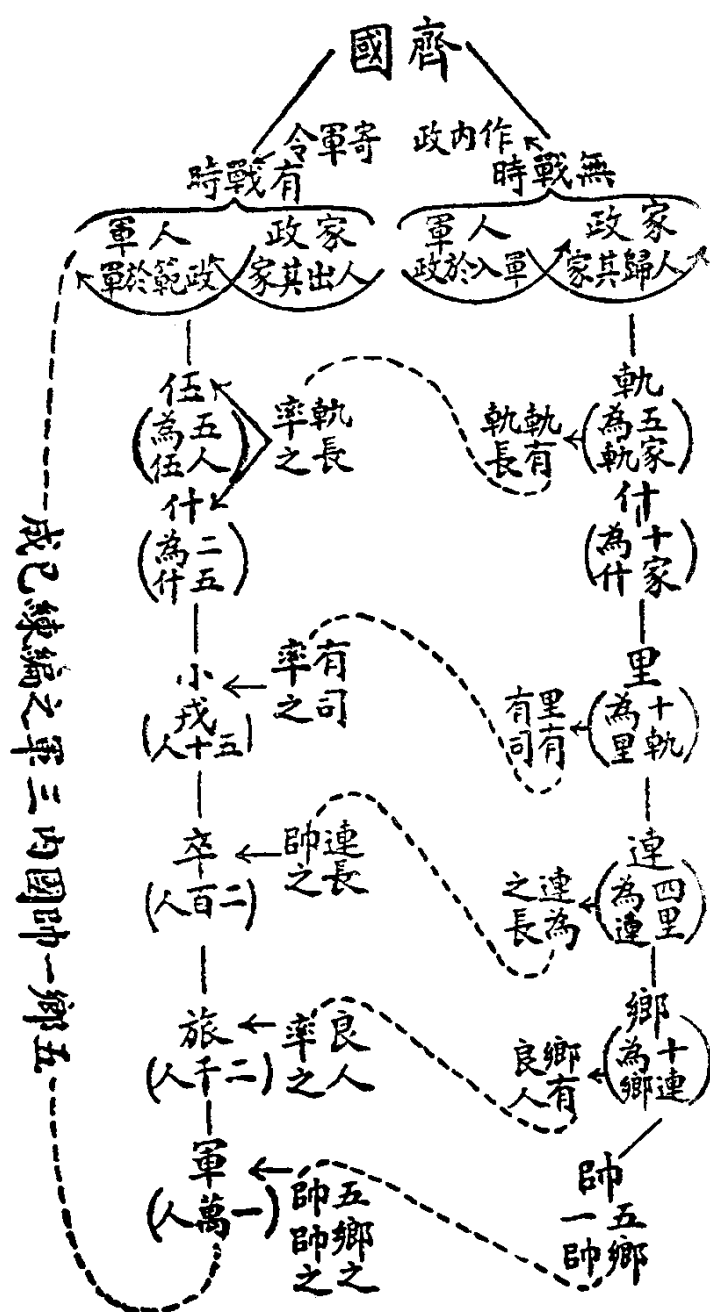 齊國
作內政
無戰時
家政
人歸其家
人軍
軍入於政
軌
五家
為軌
軌有
軌長
什
十家
為什
里
十軌
為里
里有
有司
連
四里
為連
連為
之長
鄉
十連
為鄉
鄉有
良人
帥
五鄉
一帥
寄軍令
有戰時
家政
人出其家
人軍
政範於軍
軌長
率之
伍
五人
為伍
什
二五
為什
有司
率之
小戎
(五十人)
連長
帥之
卒
(二百人)
良人
率之
旅
(二千人)
五鄉之
帥帥之
軍
(一萬人)
五鄉一帥國內三軍之編練已成